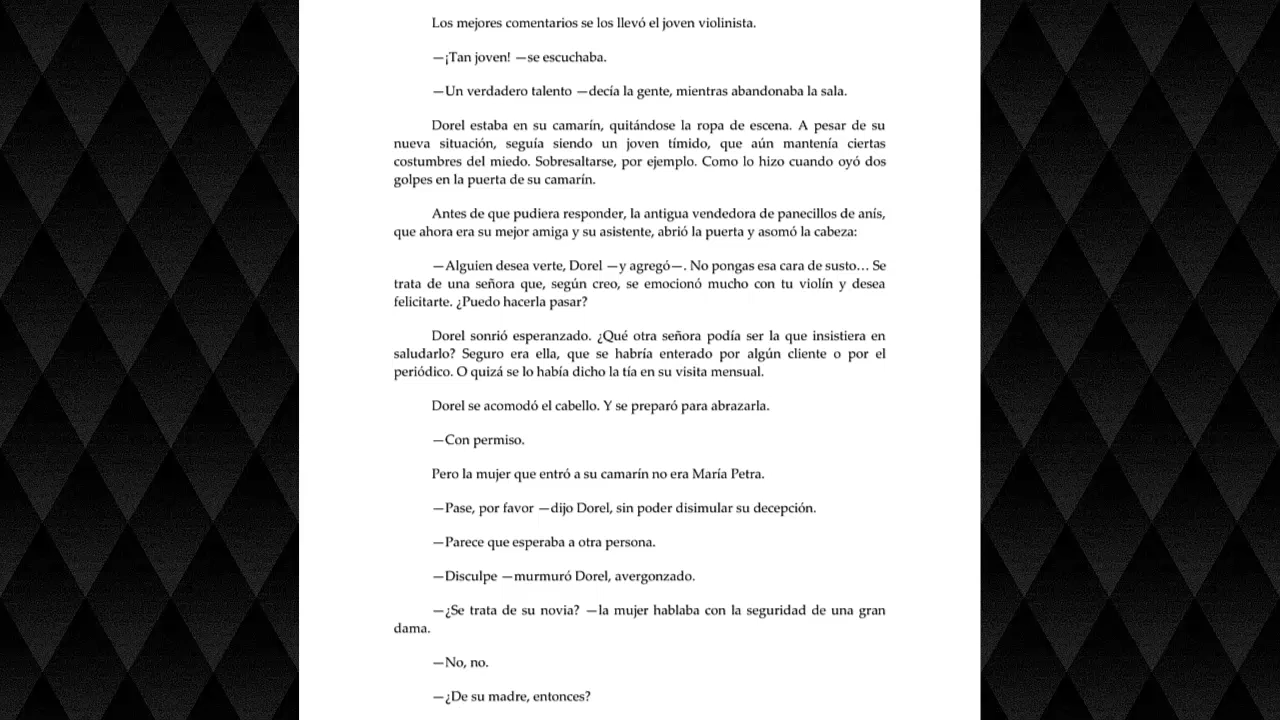 Los mejores comentarios se los llevó el joven violinista.
—¡Tan joven! —se escuchaba.
—Un verdadero talento —decía la gente, mientras abandonaba la sala.
Dorel estaba en su camarín, quitándose la ropa de escena. A pesar de su
nueva situación, seguía siendo un joven tímido, que aún mantenía ciertas
costumbres del miedo. Sobresaltarse, por ejemplo. Como lo hizo cuando oyó dos
golpes en la puerta de su camarín.
Antes de que pudiera responder, la antigua vendedora de panecillos de anís,
que ahora era su mejor amiga y su asistente, abrió la puerta y asomó la cabeza:
—Alguien desea verte, Dorel —y agregó—. No pongas esa cara de susto… Se
trata de una señora que, según creo, se emocionó mucho con tu violín y desea
felicitarte. ¿Puedo hacerla pasar?
Dorel sonrió esperanzado. ¿Qué otra señora podía ser la que insistiera en
saludarlo? Seguro era ella, que se habría enterado por algún cliente o por el
periódico. O quizá se lo había dicho la tía en su visita mensual.
Dorel se acomodó el cabello. Y se preparó para abrazarla.
—Con permiso.
Pero la mujer que entró a su camarín no era María Petra.
—Pase, por favor —dijo Dorel, sin poder disimular su decepción.
—Parece que esperaba a otra persona.
—Disculpe —murmuró Dorel, avergonzado.
—¿Se trata de su novia? —la mujer hablaba con la seguridad de una gran
dama.
—No, no.
—¿De su madre, entonces?